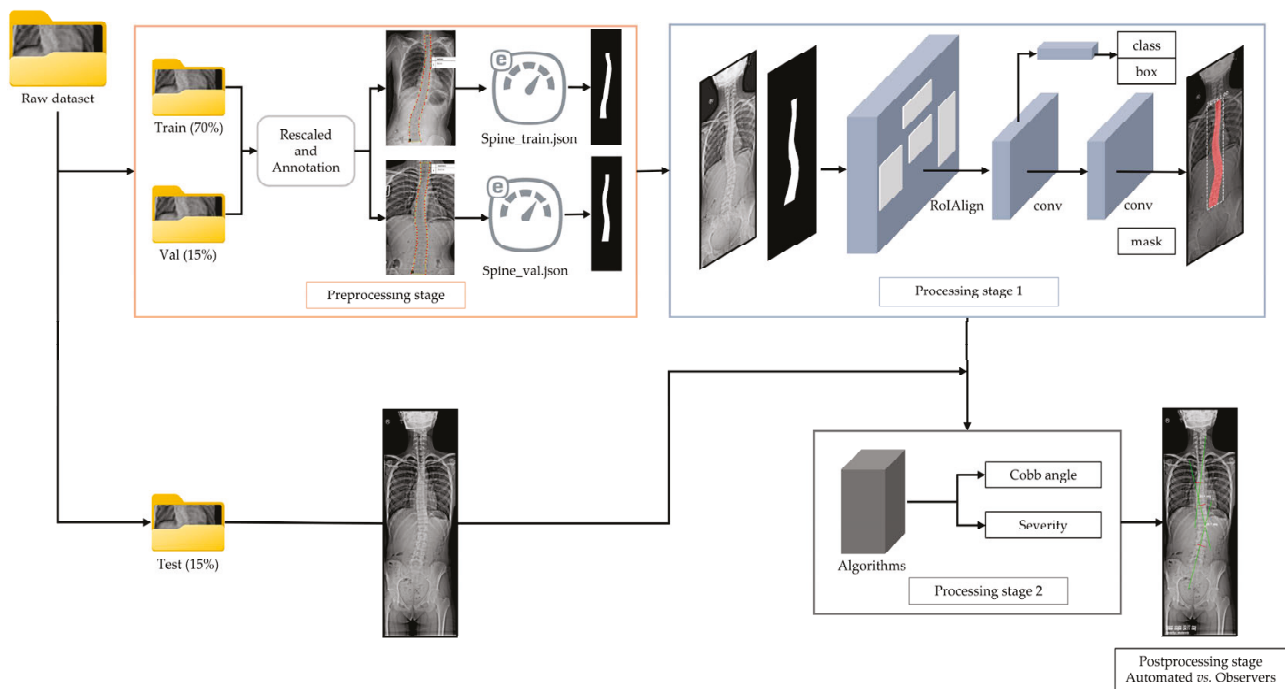 Raw dataset
Train (70%)
Val (15%)
Rescaled
and
Annotation
e
Spine_train.json
e
Spine_val.json
Preprocessing stage
RoIAlign
conv
conv
class
box
mask
Processing stage 1
Test (15%)
Algorithms
Cobb angle
Severity
Processing stage 2
Postprocessing stage
Automated vs. Observers